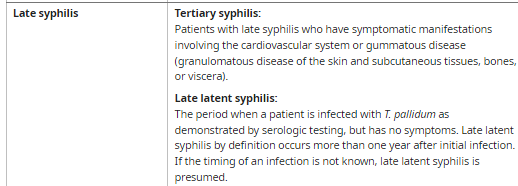 Late syphilis
Tertiary syphilis:
Patients with late syphilis who have symptomatic manifestations
involving the cardiovascular system or gummatous disease
(granulomatous disease of the skin and subcutaneous tissues, bones,
or viscera).
Late latent syphilis:
The period when a patient is infected with T. pallidum as
demonstrated by serologic testing, but has no symptoms. Late latent
syphilis by definition occurs more than one year after initial infection.
If the timing of an infection is not known, late latent syphilis is
presumed.